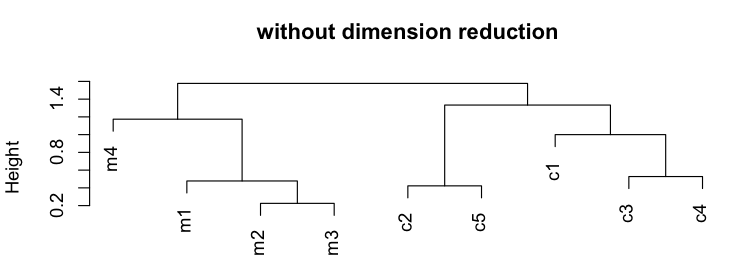 without dimension reduction
Height
1.4
0.8
0.2
m4
m1
m2
m3
c2
c5
c1
c3
c4